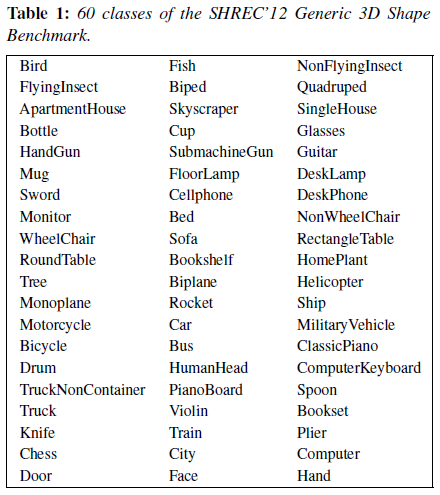 Table 1: 60 classes of the SHREC'12 Generic 3D Shape
Benchmark.
Bird Fish NonFlyingInsect
FlyingInsect Biped Quadruped
ApartmentHouse Skyscraper SingleHouse
Bottle Cup Glasses
HandGun SubmachineGun Guitar
Mug FloorLamp DeskLamp
Sword Cellphone DeskPhone
Monitor Bed NonWheelChair
WheelChair Sofa RectangleTable
RoundTable Bookshelf HomePlant
Tree Biplane Helicopter
Monoplane Rocket Ship
Motorcycle Car MilitaryVehicle
Bicycle Bus ClassicPiano
Drum HumanHead ComputerKeyboard
TruckNonContainer PianoBoard Spoon
Truck Violin Bookset
Knife Train Plier
Chess City Computer
Door Face Hand